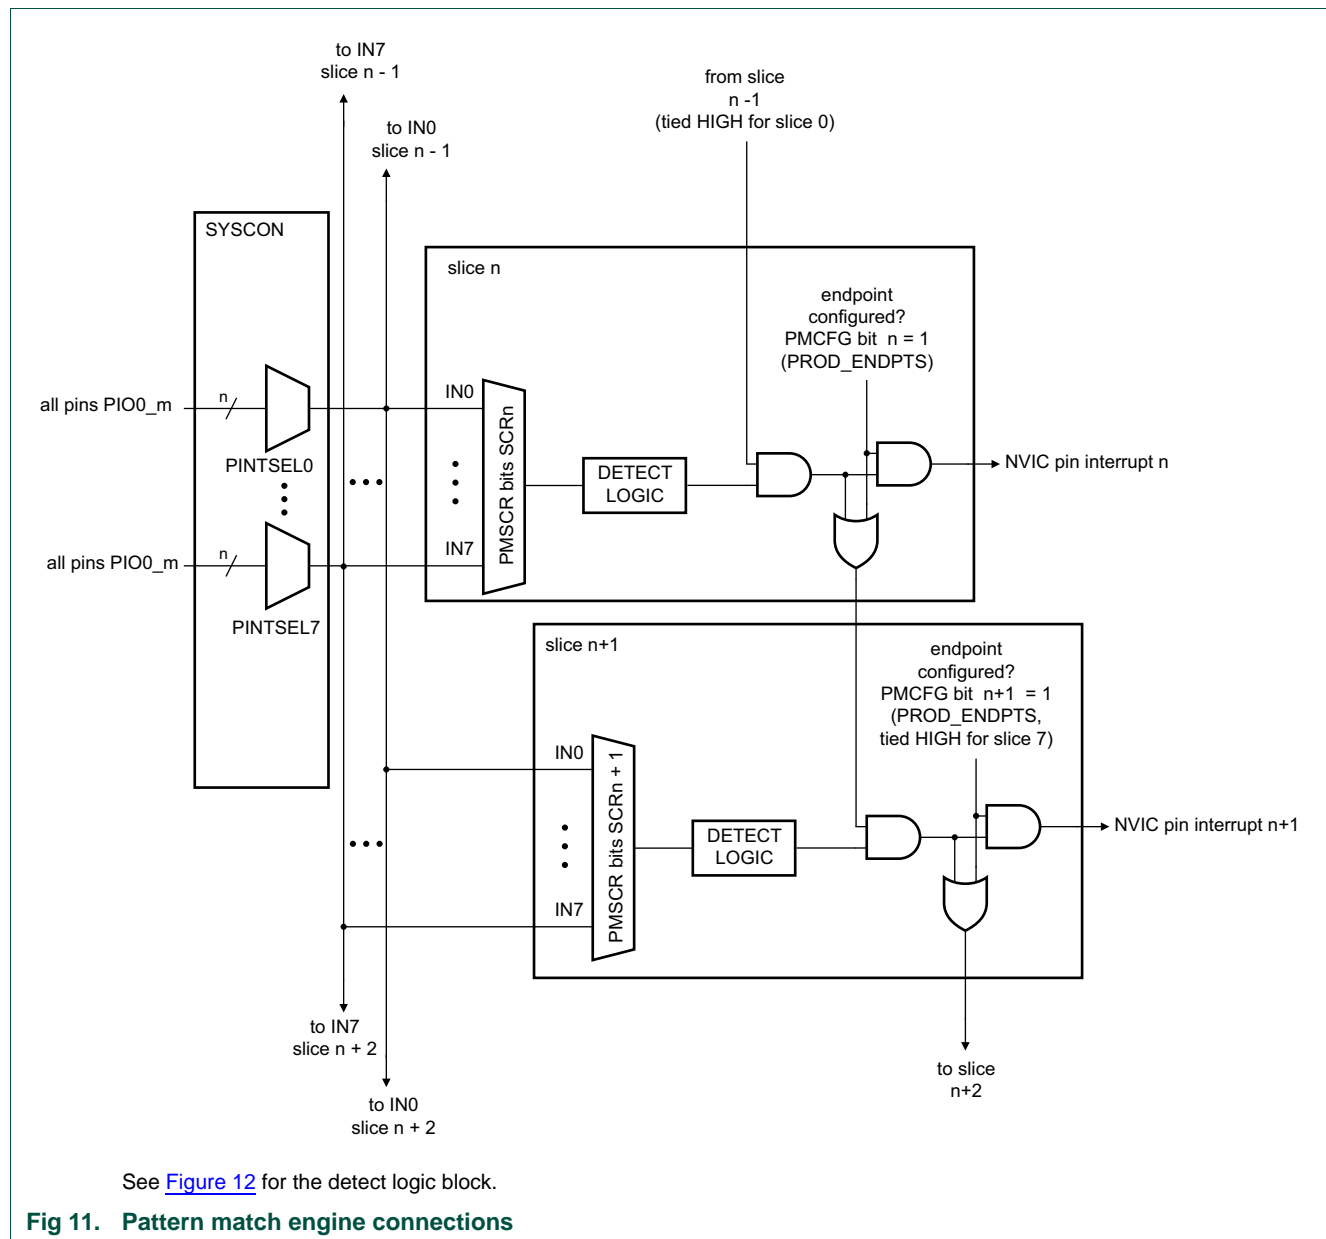 to IN7
slice n - 1
from slice
n -1
(tied HIGH for slice 0)
to IN0
slice n - 1
SYSCON
slice n
endpoint
configured?
PMCFG bit n = 1
(PROD_ENDPTS)
all pins PIO0_m
n
PINTSEL0
IN0
PMSCR bits SCRn
DETECT
LOGIC
NVIC pin interrupt n
all pins PIO0_m
n
PINTSEL7
IN7
slice n+1
endpoint
configured?
PMCFG bit n+1 = 1
(PROD_ENDPTS,
tied HIGH for slice 7)
IN0
PMSCR bits SCRn + 1
DETECT
LOGIC
NVIC pin interrupt n+1
IN7
to IN7
slice n + 2
to slice
n+2
to IN0
slice n + 2
See Figure 12 for the detect logic block.
Fig 11. Pattern match engine connections